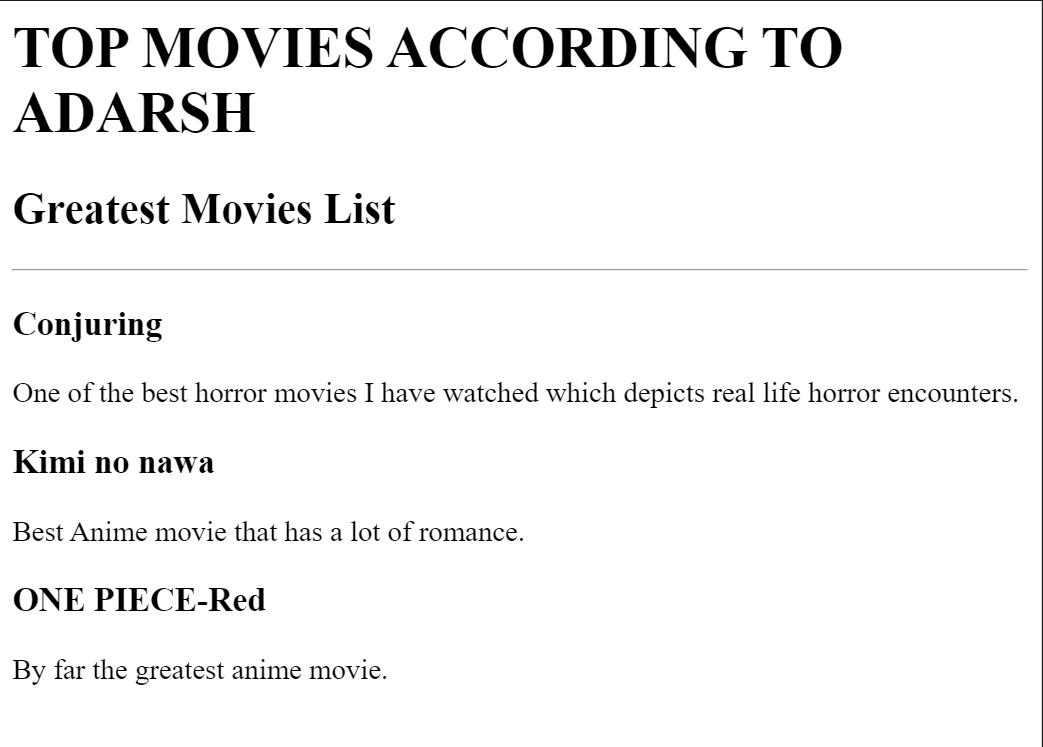 TOP MOVIES ACCORDING TO
ADARSH
Greatest Movies List
Conjuring
One of the best horror movies I have watched which depicts real life horror encounters.
Kimi no nawa
Best Anime movie that has a lot of romance.
ONE PIECE-Red
By far the greatest anime movie.